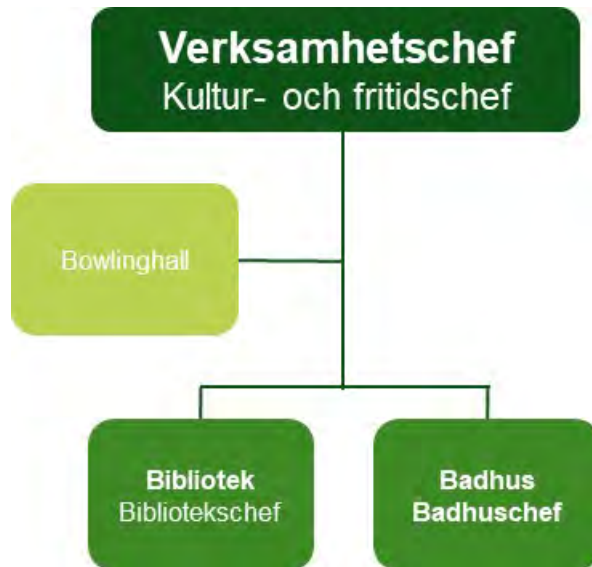 Verksamhetschef
Kultur- och fritidschef
Bowlinghall
Bibliotek
Bibliotekschef
Badhus
Badhuschef